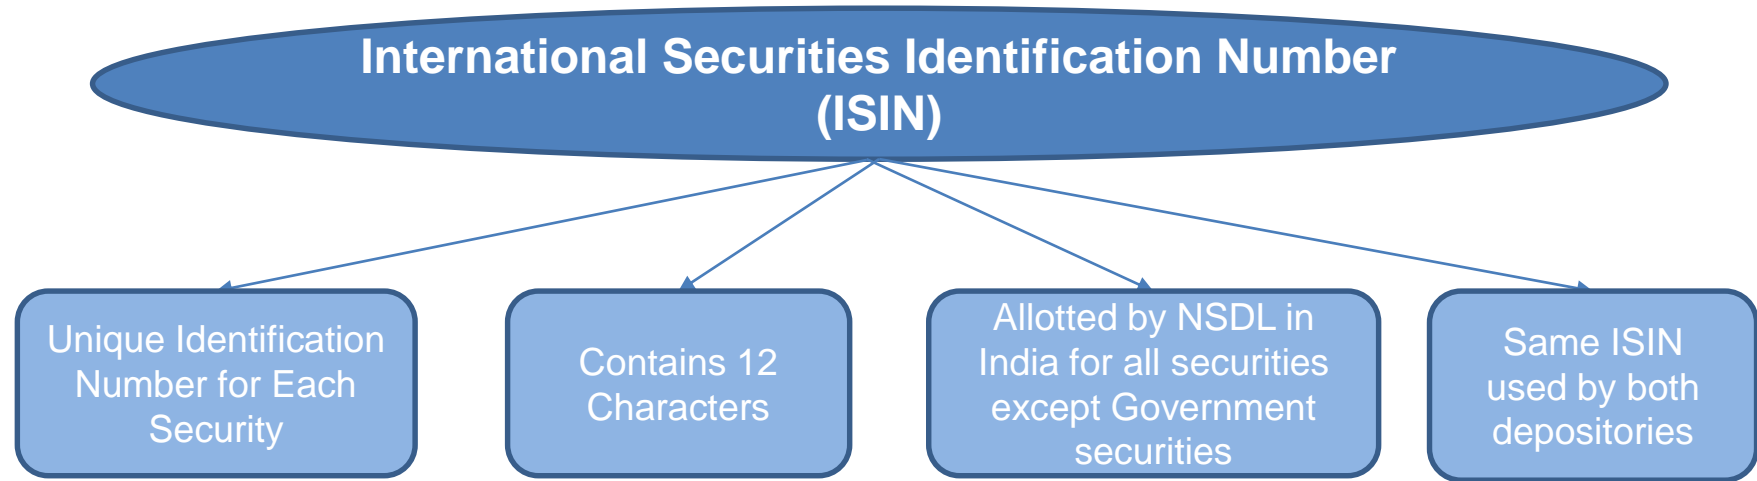 International Securities Identification Number
(ISIN)
Unique Identification
Number for Each
Security
Contains 12
Characters
Allotted by NSDL in
India for all securities
except Government
securities
Same ISIN
used by both
depositories